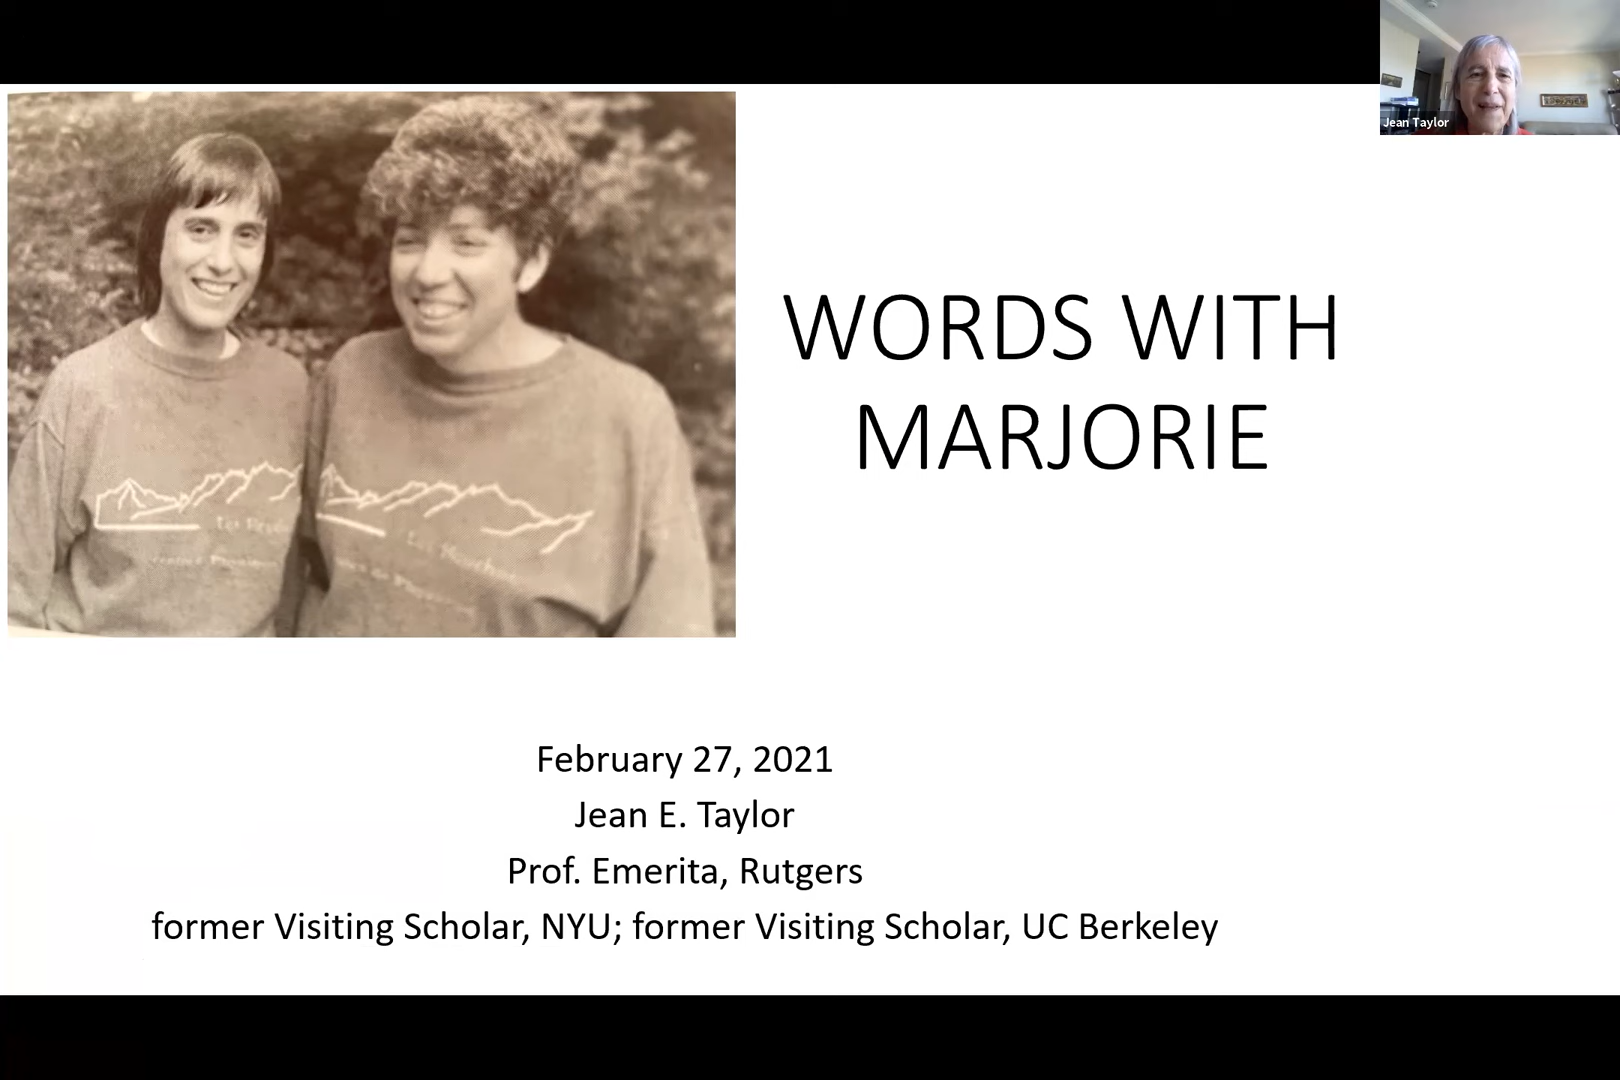 Jean Taylor
WORDS WITH
MARJORIE
February 27, 2021
Jean E. Taylor
Prof. Emerita, Rutgers
former Visiting Scholar, NYU; former Visiting Scholar, UC Berkeley